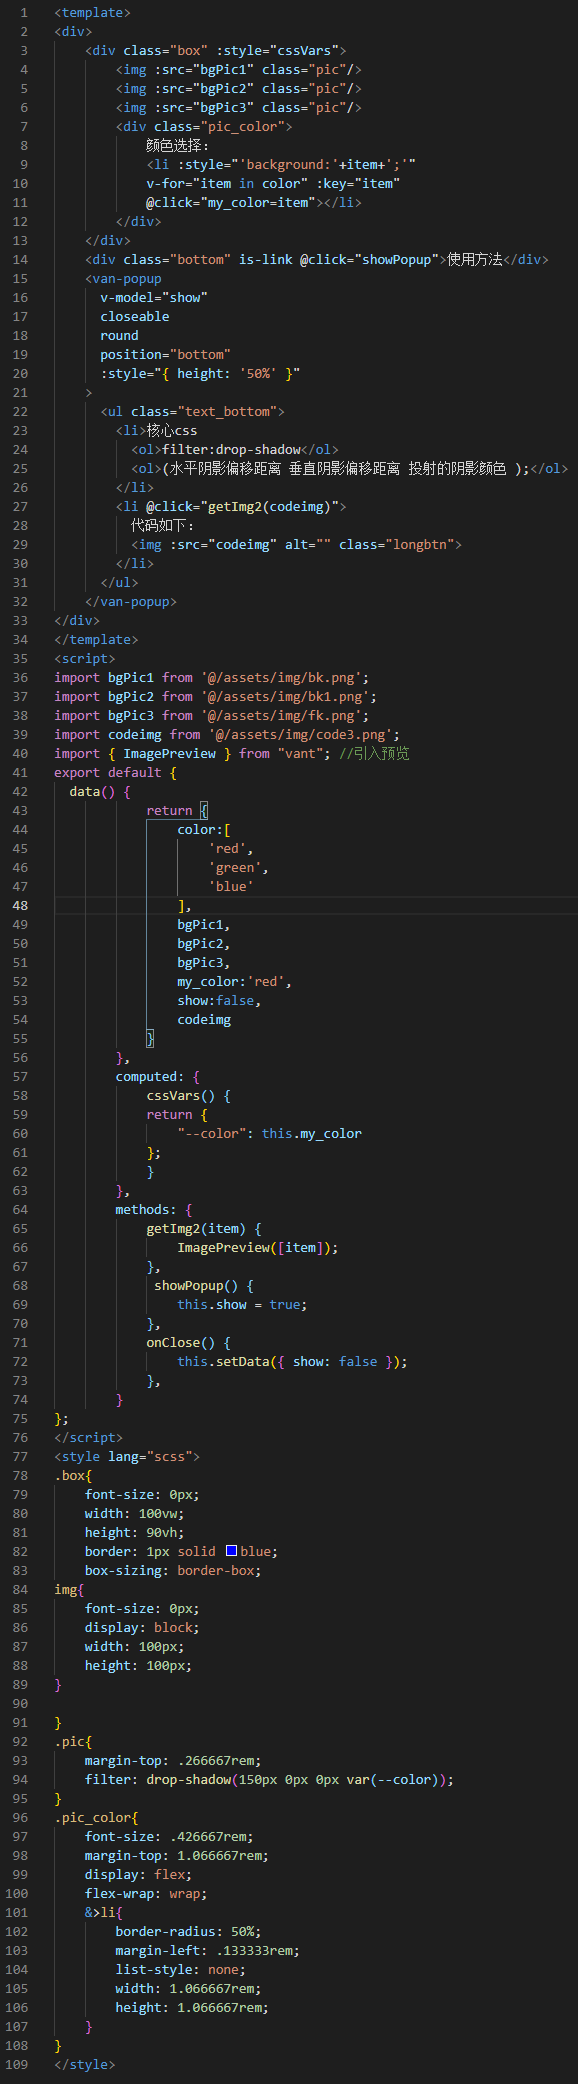 1 <template>
2 <div>
3     <div class="box" :style="cssVars">
4         <img :src="bgPic1" class="pic"/>
5         <img :src="bgPic2" class="pic"/>
6         <img :src="bgPic3" class="pic"/>
7         <div class="pic_color">
8             颜色选择:
9             <li :style="'background:'+item+';'"
10             v-for="item in color" :key="item"
11             @click="my_color=item"></li>
12         </div>
13     </div>
14     <div class="bottom" is-link @click="showPopup">使用方法</div>
15     <van-popup
16       v-model="show"
17       closeable
18       round
19       position="bottom"
20       :style="{ height: '50%' }"
21     >
22       <ul class="text_bottom">
23         <li>核心css
24           <ol>filter:drop-shadow</ol>
25           <ol>(水平阴影偏移距离 垂直阴影偏移距离 投射的阴影颜色 );</ol>
26         </li>
27         <li @click="getImg2(codeimg)">
28           代码如下:
29           <img :src="codeimg" alt="" class="longbtn">
30         </li>
31       </ul>
32     </van-popup>
33 </div>
34 </template>
35 <script>
36 import bgPic1 from '@/assets/img/bk.png';
37 import bgPic2 from '@/assets/img/bk1.png';
38 import bgPic3 from '@/assets/img/fk.png';
39 import codeimg from '@/assets/img/code3.png';
40 import { ImagePreview } from "vant"; //引入预览
41 export default {
42   data() {
43             return {
44                 color:[
45                     'red',
46                     'green',
47                     'blue'
48                 ],
49                 bgPic1,
50                 bgPic2,
51                 bgPic3,
52                 my_color:'red',
53                 show:false,
54                 codeimg
55             }
56         },
57         computed: {
58             cssVars() {
59             return {
60                 "--color": this.my_color
61             };
62             }
63         },
64         methods: {
65             getImg2(item) {
66                 ImagePreview([item]);
67             },
68              showPopup() {
69                 this.show = true;
70             },
71             onClose() {
72                 this.setData({ show: false });
73             },
74         }
75 };
76 </script>
77 <style lang="scss">
78 .box{
79     font-size: 0px;
80     width: 100vw;
81     height: 90vh;
82     border: 1px solid blue;
83     box-sizing: border-box;
84 img{
85     font-size: 0px;
86     display: block;
87     width: 100px;
88     height: 100px;
89 }
90
91 }
92 .pic{
93     margin-top: .266667rem;
94     filter: drop-shadow(150px 0px 0px var(--color));
95 }
96 .pic_color{
97     font-size: .426667rem;
98     margin-top: 1.066667rem;
99     display: flex;
100     flex-wrap: wrap;
101     &>li{
102         border-radius: 50%;
103         margin-left: .133333rem;
104         list-style: none;
105         width: 1.066667rem;
106         height: 1.066667rem;
107     }
108 }
109 </style>